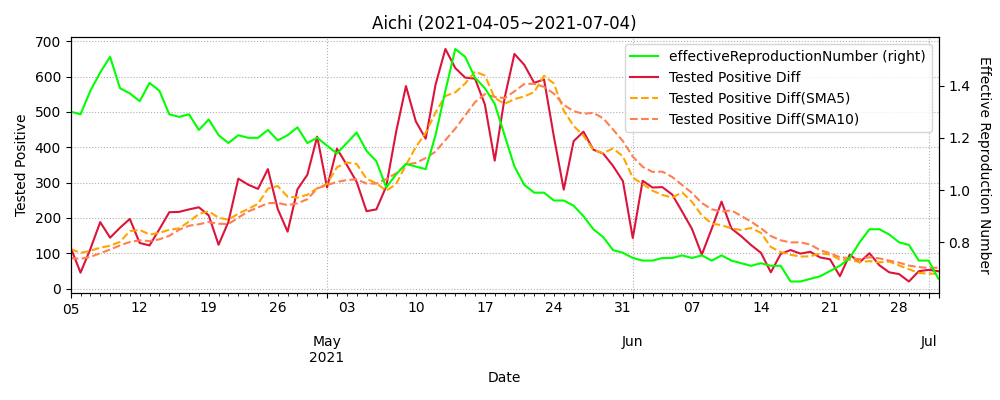 Aichi (2021-04-05~2021-07-04)
effectiveReproductionNumber (right)
Tested Positive Diff
Tested Positive Diff(SMA5)
Tested Positive Diff(SMA10)
Tested Positive
700
600
500
400
300
200
100
0
Effective Reproduction Number
1.4
1.2
1.0
0.8
05 12 19 26 03 10 17 24 31 07 14 21 28
May Jun Jul
2021
Date